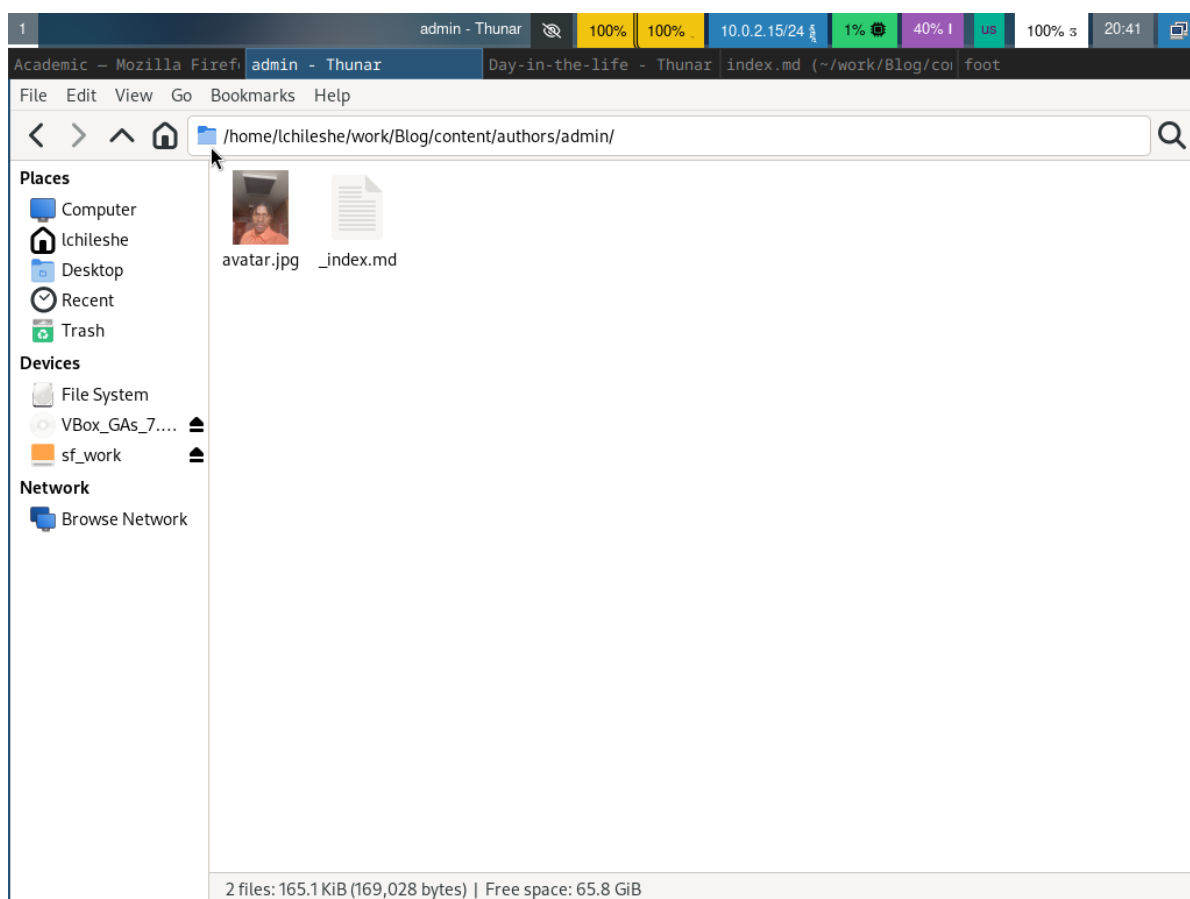 1 admin - Thunar 100% 100% 10.0.2.15/24 1% 40% us 100% 20:41
Academic — Mozilla Firef admin - Thunar Day-in-the-life - Thunar index.md (~/work/Blog/con foot
File Edit View Go Bookmarks Help
/home/lchileshe/work/Blog/content/authors/admin/
Places
Computer
lchileshe
Desktop
Recent
Trash
Devices
File System
VBox_GAs_7....
sf_work
Network
Browse Network
avatar.jpg _index.md
2 files: 165.1 KiB (169,028 bytes) | Free space: 65.8 GiB